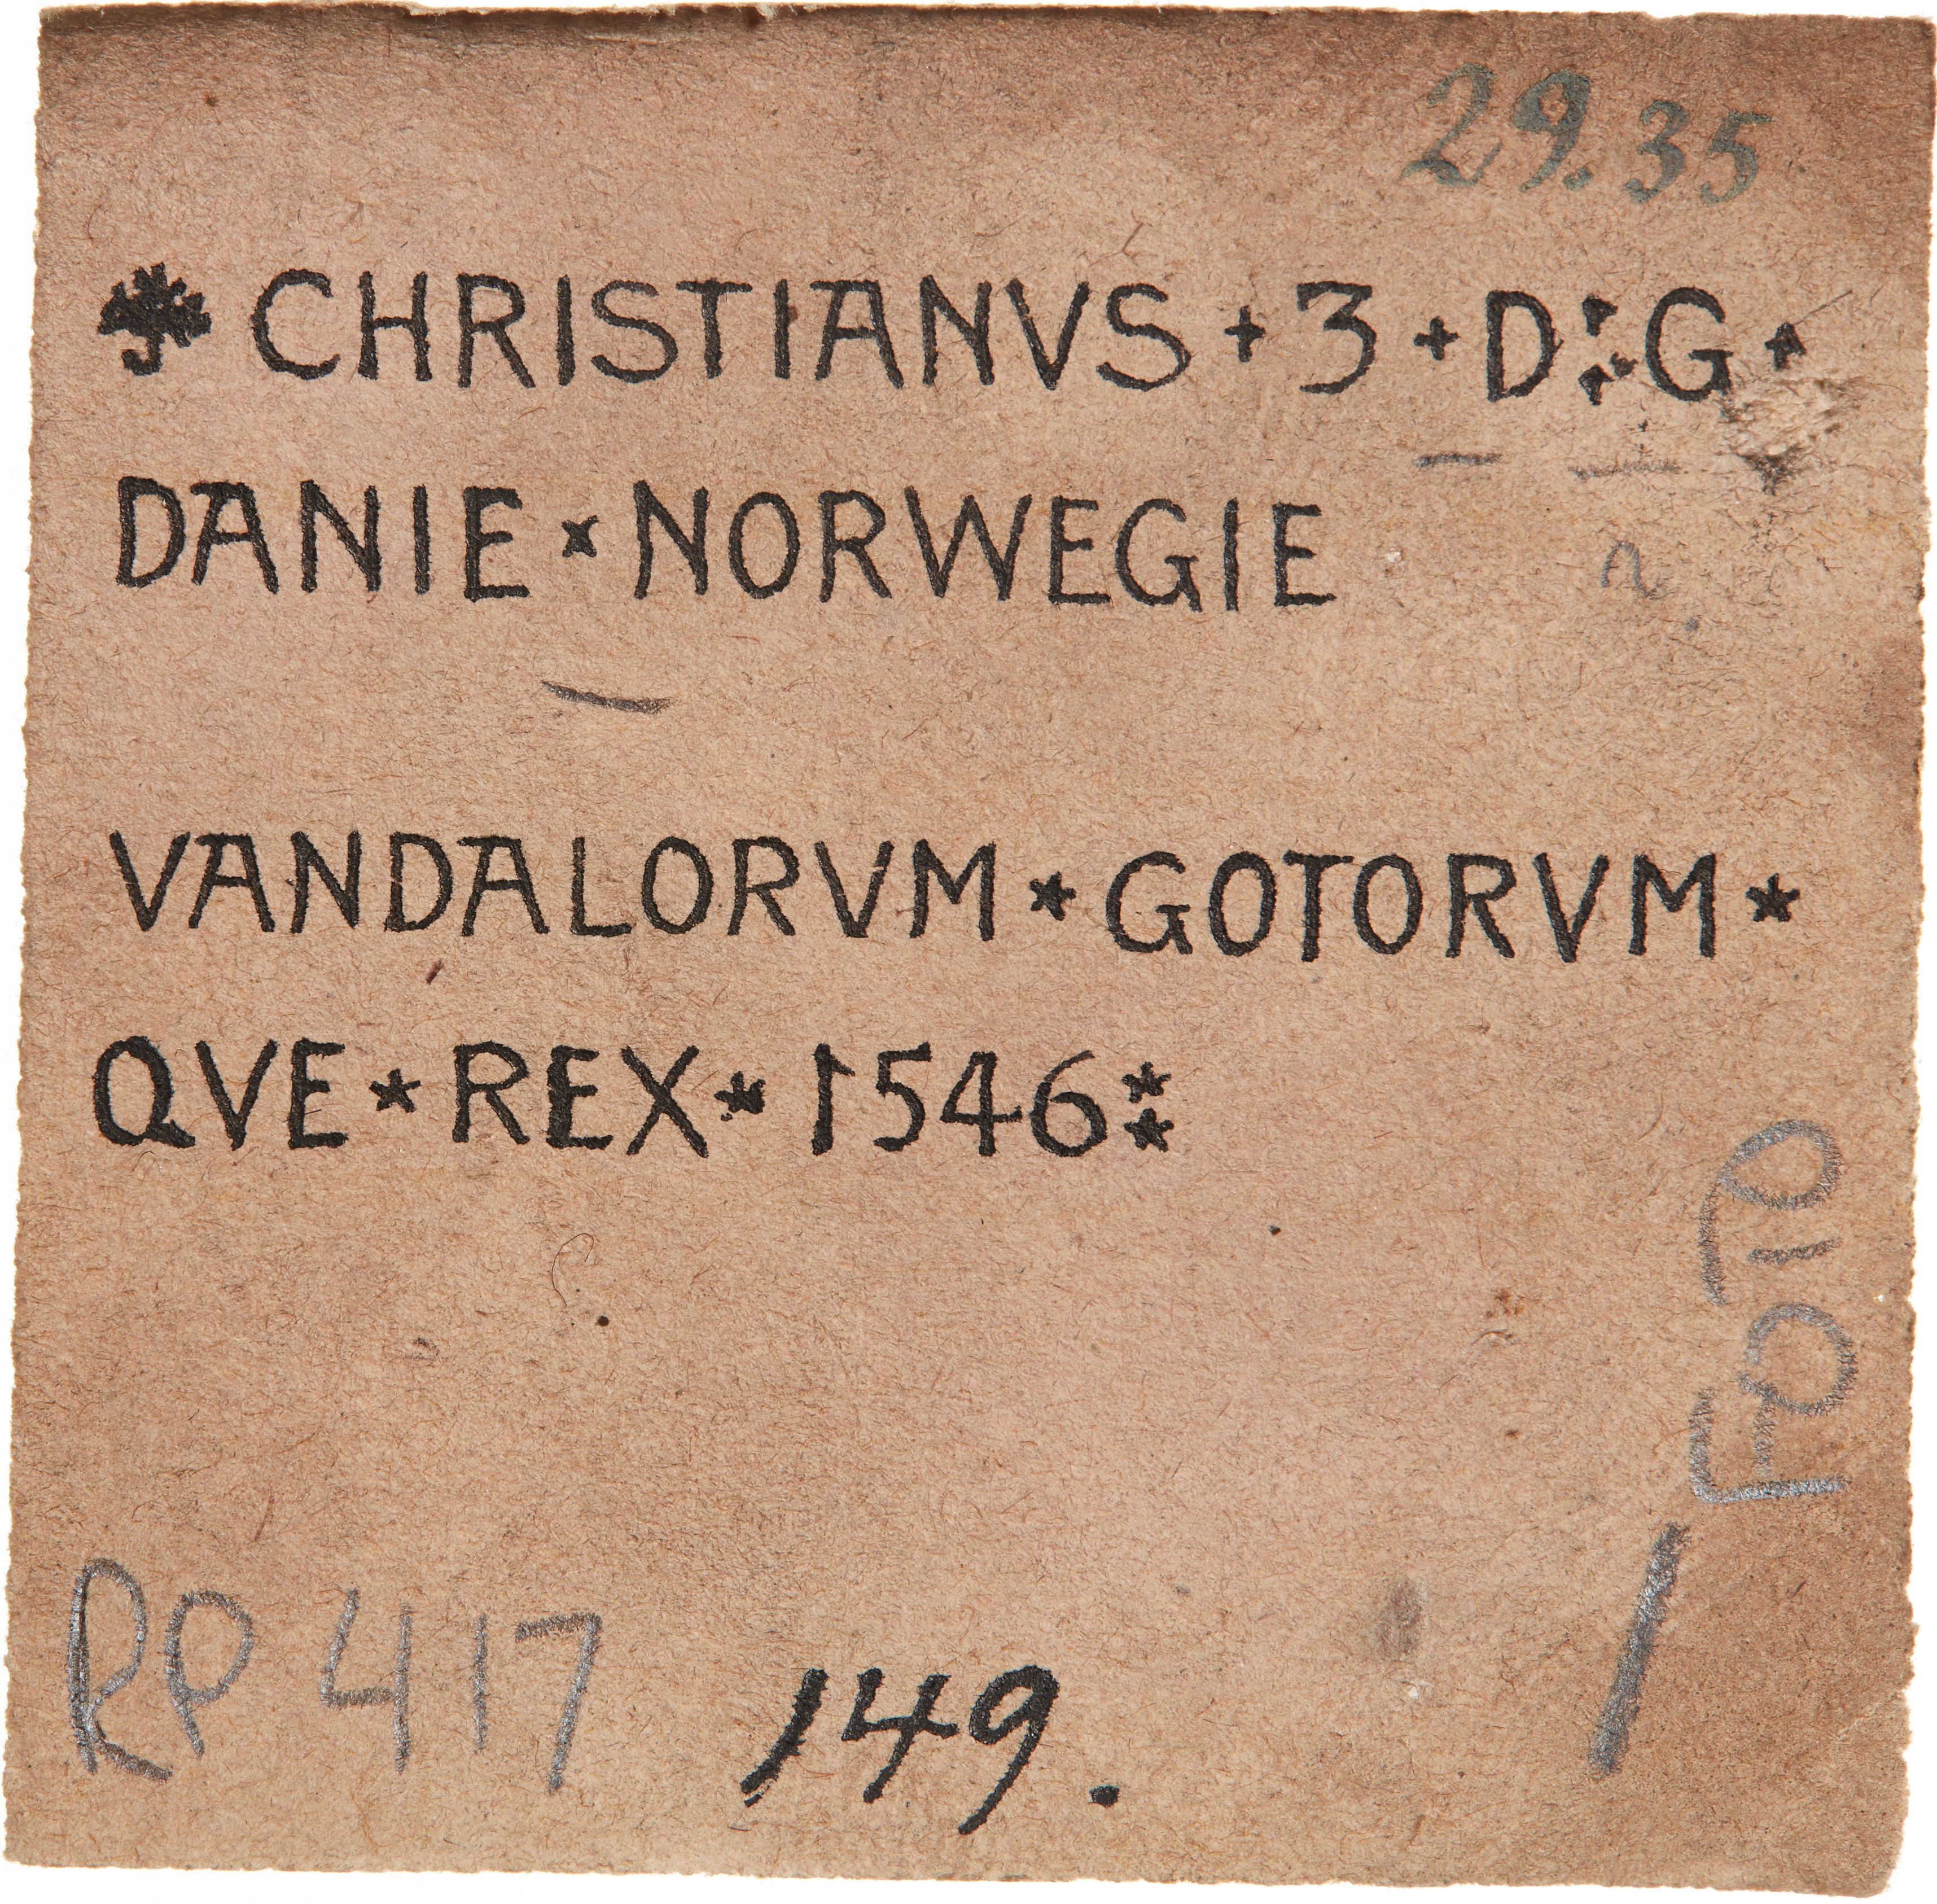 29.35
CHRISTIANVS + 3 + D G
DANIE × NORWEGIE
VANDALORVM ★ GOTORVM ★
QVE ★ REX ★ 1546
FOTO
RP 417
149.